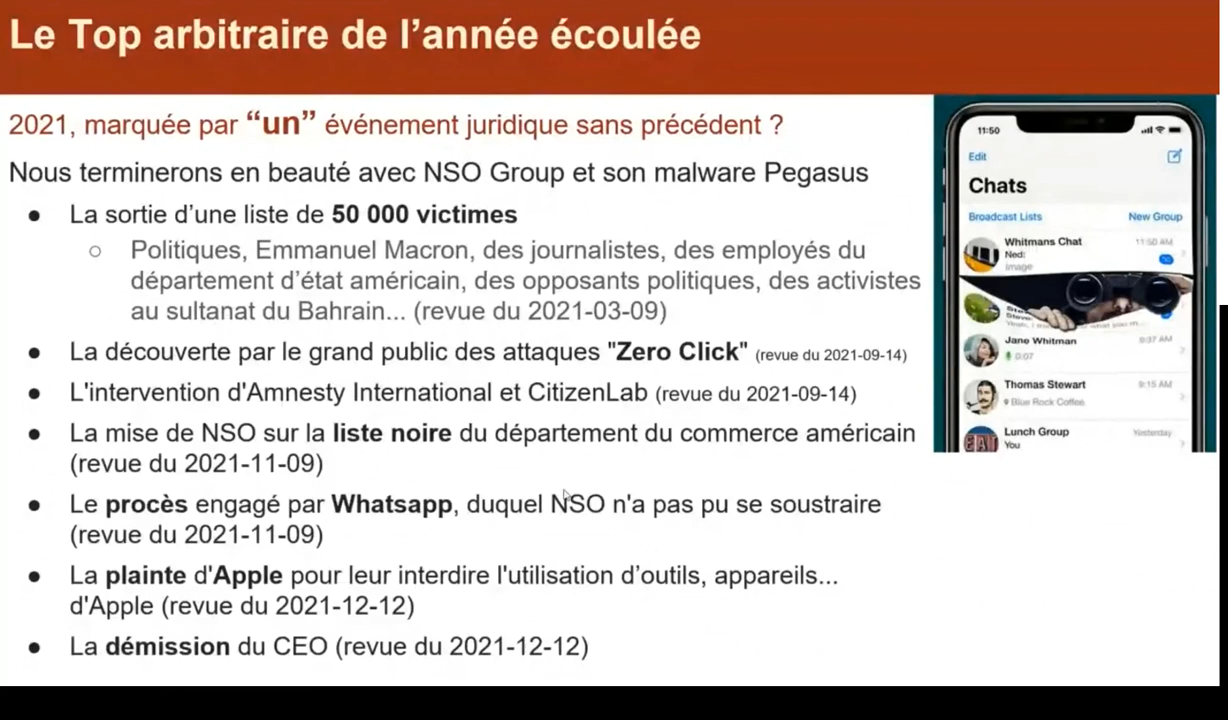 Le Top arbitraire de l’année écoulée
2021, marquée par “un” événement juridique sans précédent ?
Nous terminerons en beauté avec NSO Group et son malware Pegasus
● La sortie d’une liste de 50 000 victimes
○ Politiques, Emmanuel Macron, des journalistes, des employés du
département d’état américain, des opposants politiques, des activistes
au sultanat du Bahrain... (revue du 2021-03-09)
● La découverte par le grand public des attaques "Zero Click" (revue du 2021-09-14)
● L'intervention d'Amnesty International et CitizenLab (revue du 2021-09-14)
● La mise de NSO sur la liste noire du département du commerce américain
(revue du 2021-11-09)
● Le procès engagé par Whatsapp, duquel NSO n'a pas pu se soustraire
(revue du 2021-11-09)
● La plainte d'Apple pour leur interdire l'utilisation d’outils, appareils...
d'Apple (revue du 2021-12-12)
● La démission du CEO (revue du 2021-12-12)
11:50
Edit
Chats
Broadcast Lists New Group
Whitmans Chat 11:50 AM
Ned:
Image
Jane Whitman 9:37 AM
0:07
Thomas Stewart 9:15 AM
Blue Rock Coffee
Lunch Group Yesterday
You